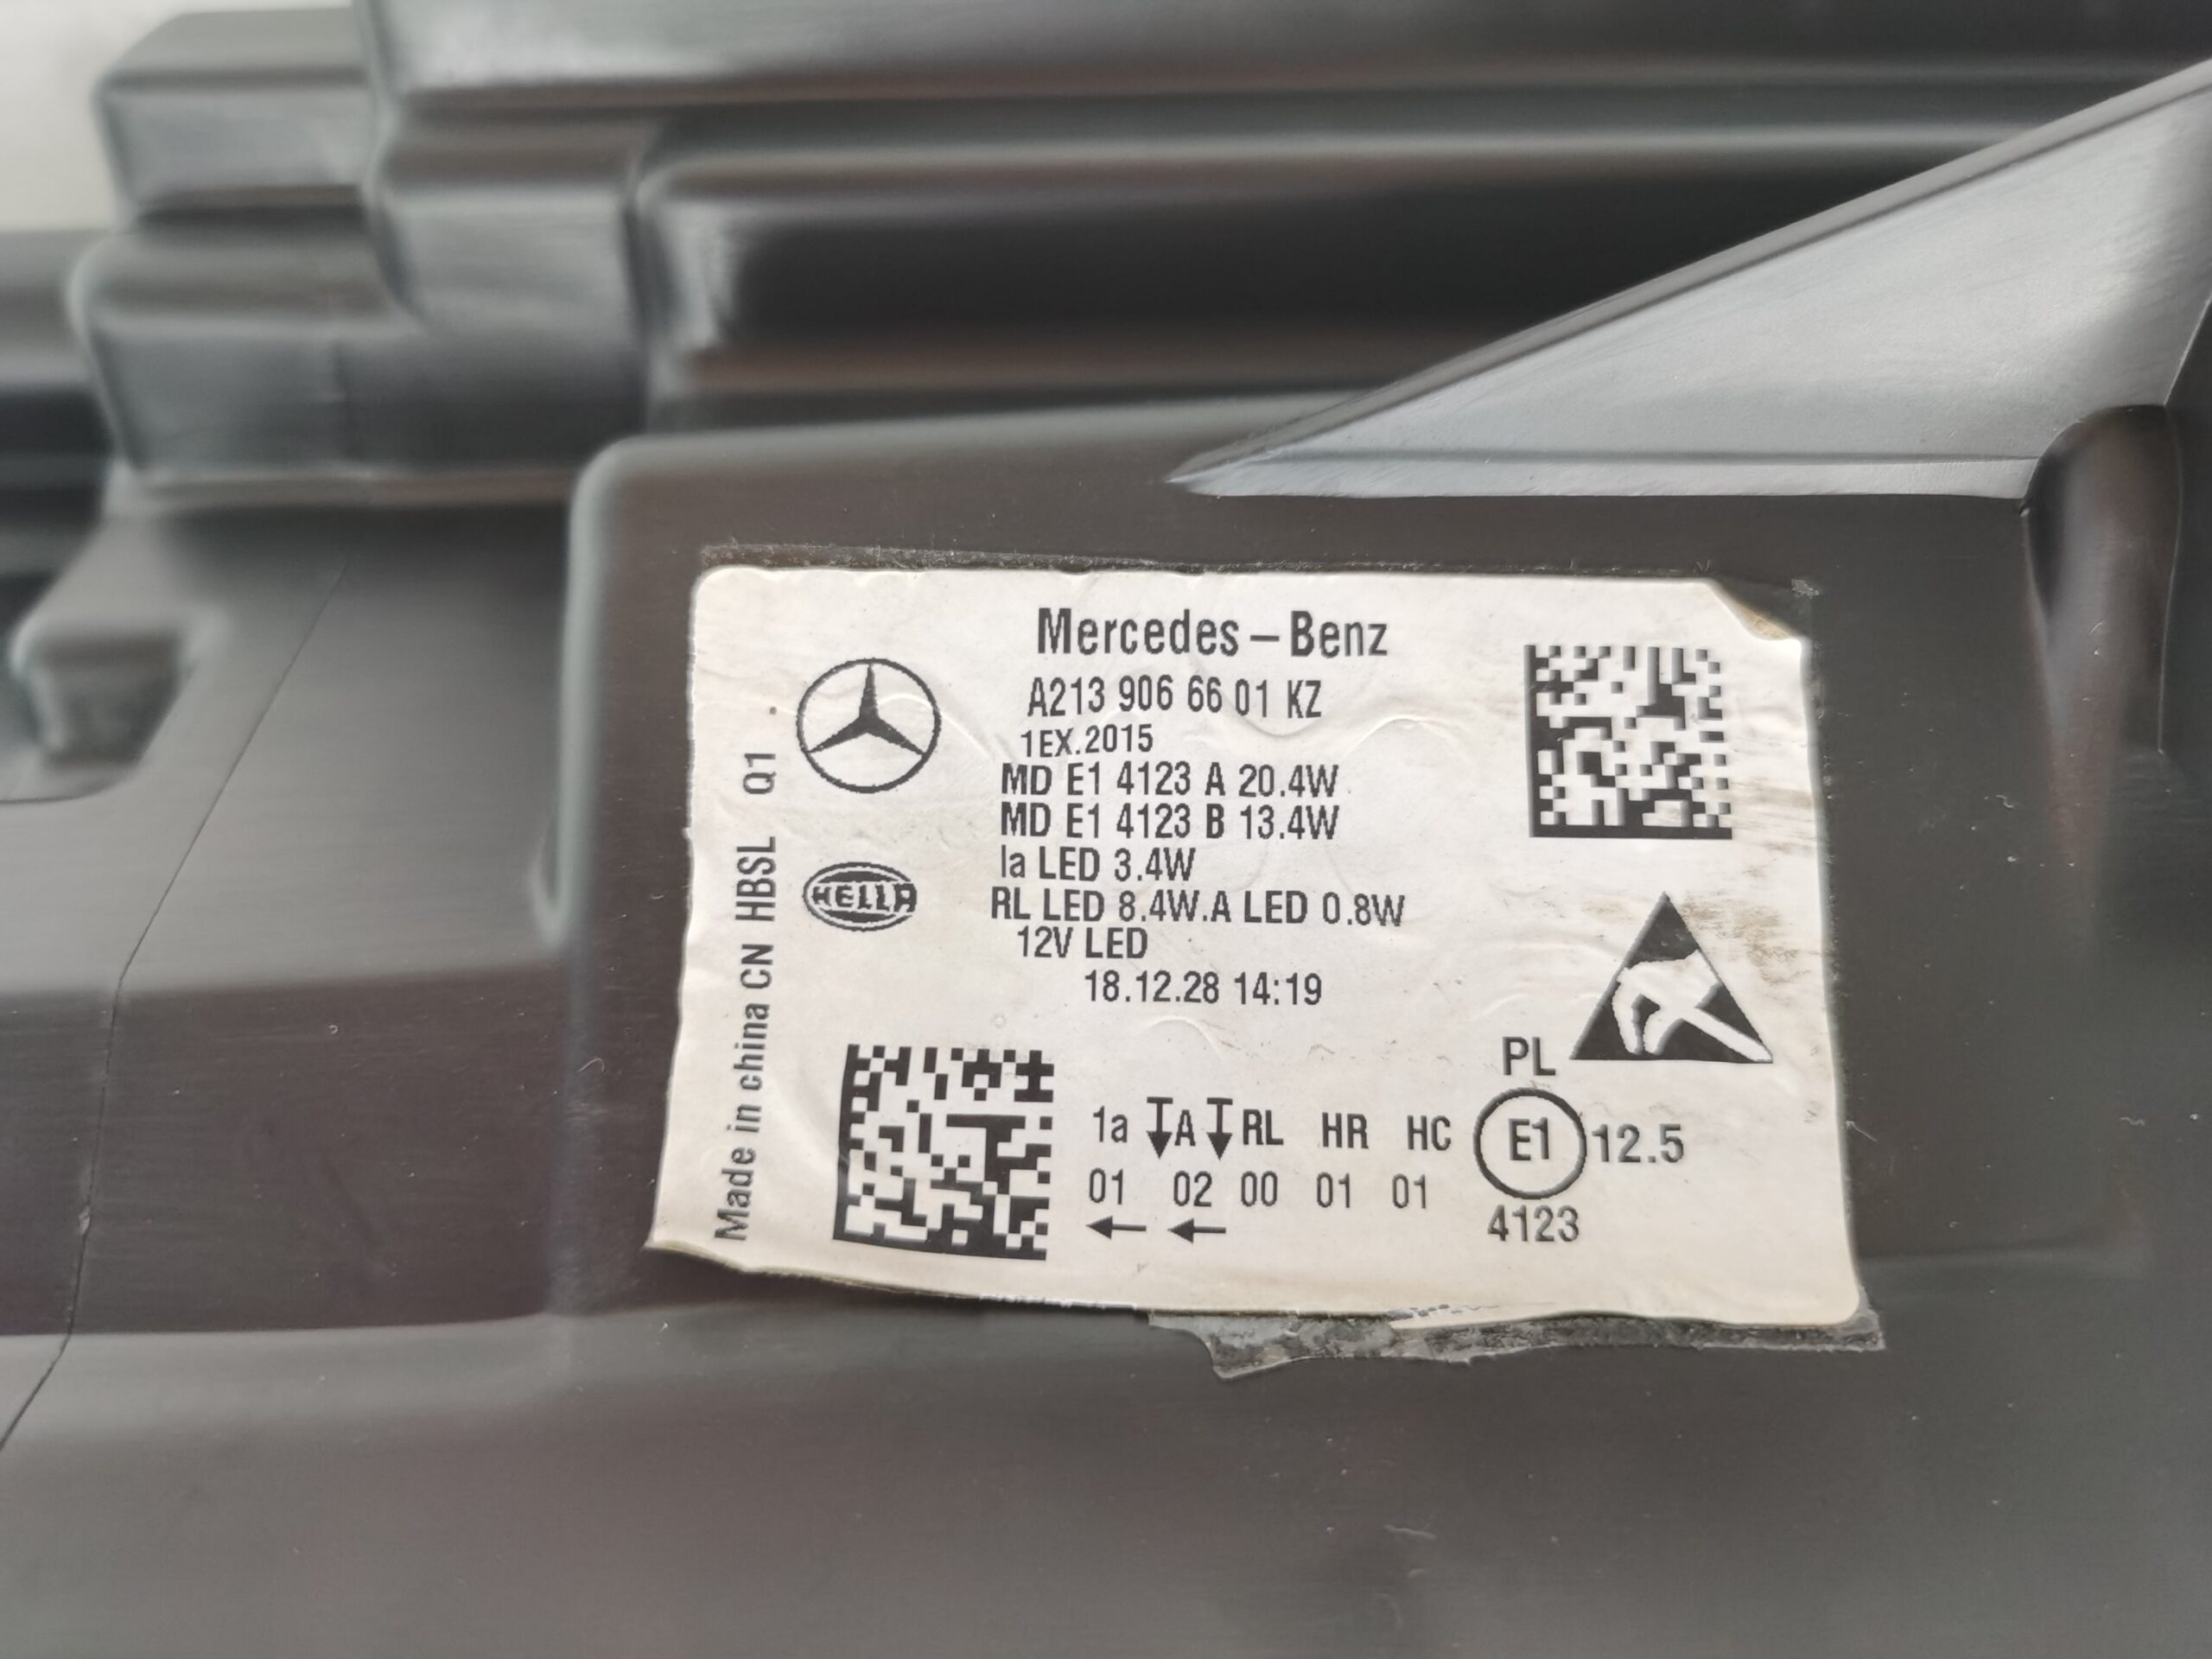 Mercedes-Benz
A213 906 66 01 KZ
1EX.2015
MD E1 4123 A 20.4W
MD E1 4123 B 13.4W
la LED 3.4W
RL LED 8.4W.A LED 0.8W
12V LED
18.12.28 14:19
HELLA
Made in china CN HBSL Q1 .
PL
1a A RL HR HC E1 12.5
01 02 00 01 01
← ←
4123